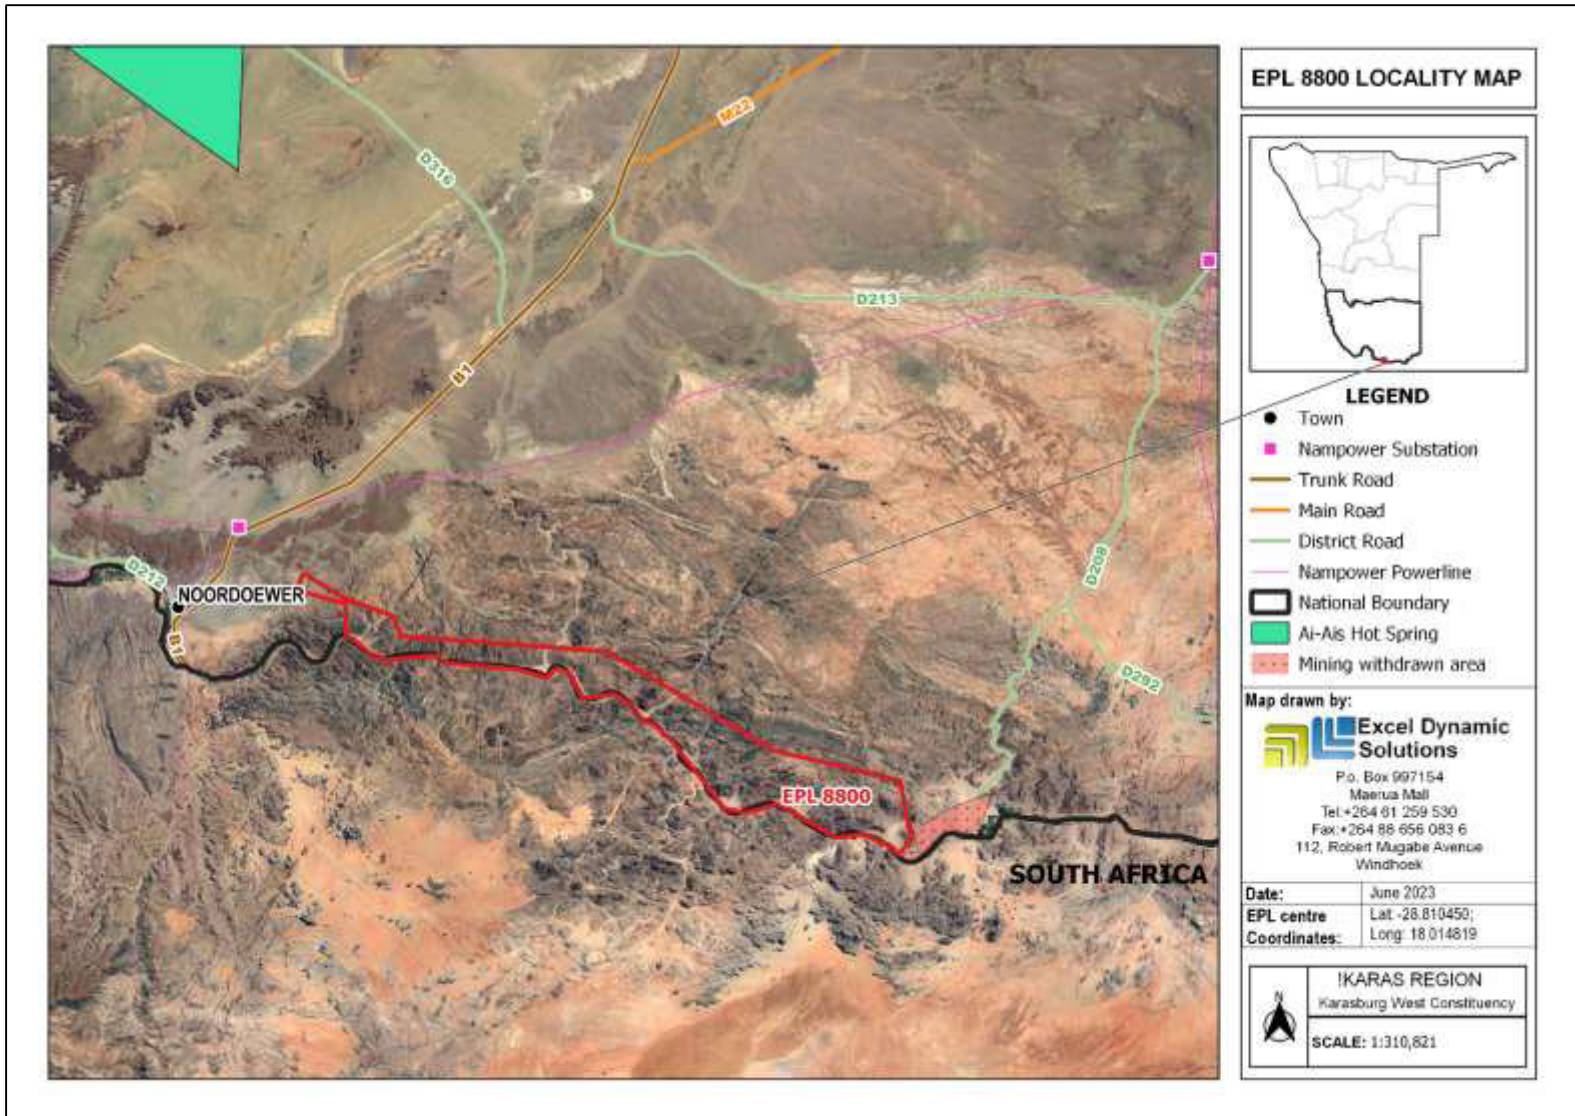 EPL 8800 LOCALITY MAP
M22
D316
D213
B1
D208
D212
NOORDOEWER
B1
D292
EPL 8800
SOUTH AFRICA
LEGEND
Town
Nampower Substation
Trunk Road
Main Road
District Road
Nampower Powerline
National Boundary
Ai-Ais Hot Spring
Mining withdrawn area
Map drawn by:
Excel Dynamic
Solutions
P.o. Box 997154
Maerua Mall
Tel:+264 61 259 530
Fax:+264 88 656 083 6
112, Robert Mugabe Avenue
Windhoek
Date: June 2023
EPL centre Lat: -28.810450;
Coordinates: Long: 18.014819
N
!KARAS REGION
Karasburg West Constituency
SCALE: 1:310,821